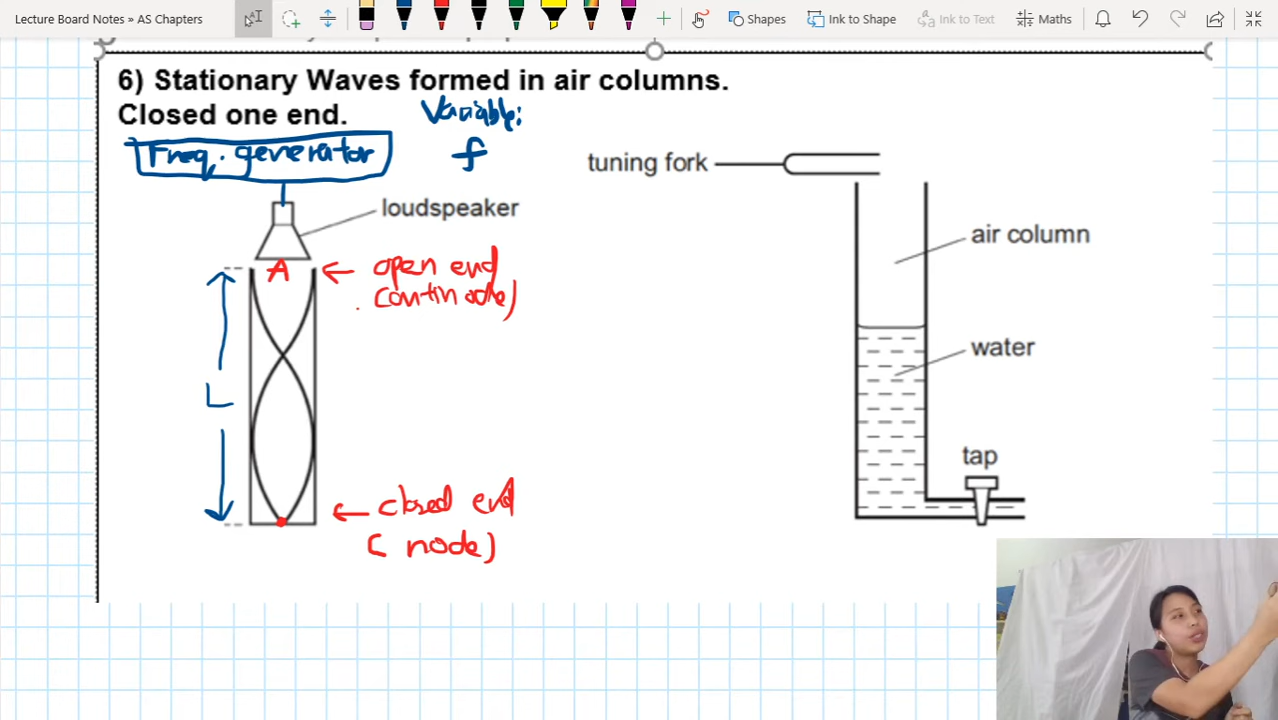 Lecture Board Notes » AS Chapters
Shapes
Ink to Shape
Ink to Text
Maths
6) Stationary Waves formed in air columns.
Closed one end.
Variable:
f
Freq. generator
loudspeaker
A
open end
(antinode)
L
closed end
( node)
tuning fork
air column
water
tap